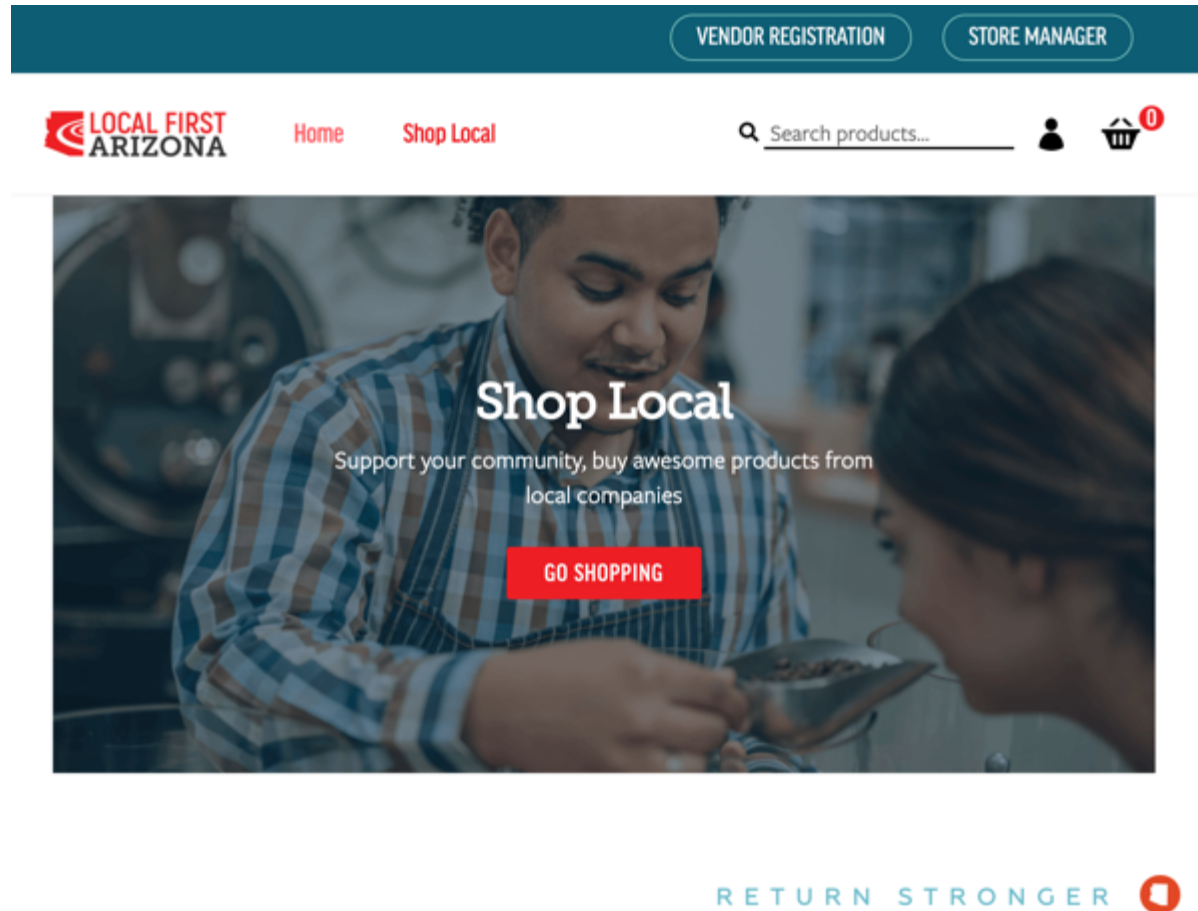 VENDOR REGISTRATION
STORE MANAGER
LOCAL FIRST
ARIZONA
Home
Shop Local
Search products...
0
Shop Local
Support your community, buy awesome products from
local companies
GO SHOPPING
RETURN STRONGER